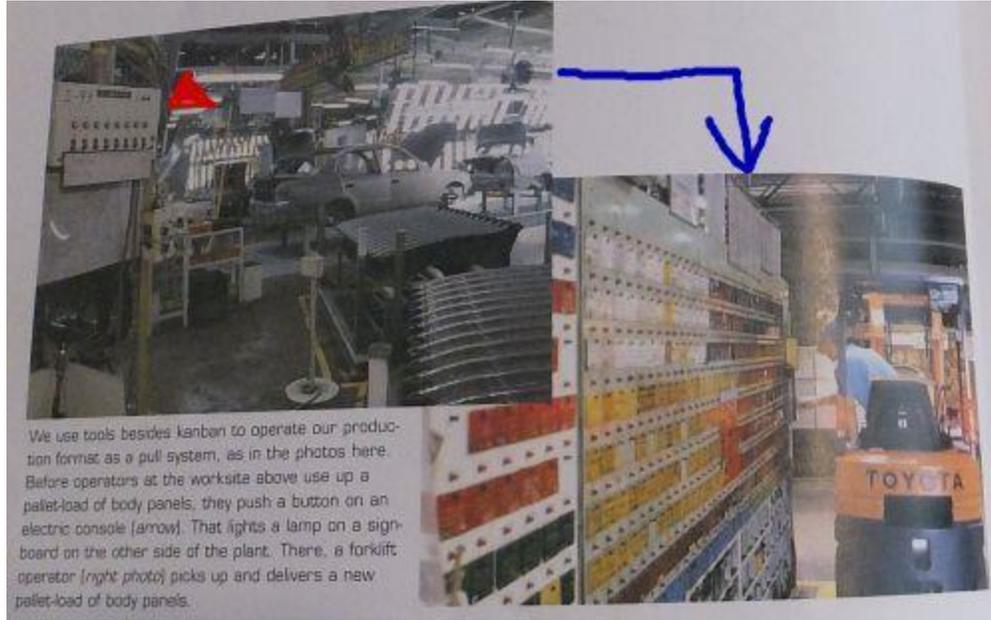 We use tools besides kanban to operate our produc-
tion format as a pull system, as in the photos here.
Before operators at the worksite above use up a
pallet-load of body panels, they push a button on an
electric console (arrow). That lights a lamp on a sign-
board on the other side of the plant. There, a forklift
operator (right photo) picks up and delivers a new
pallet-load of body panels.
TOYOTA